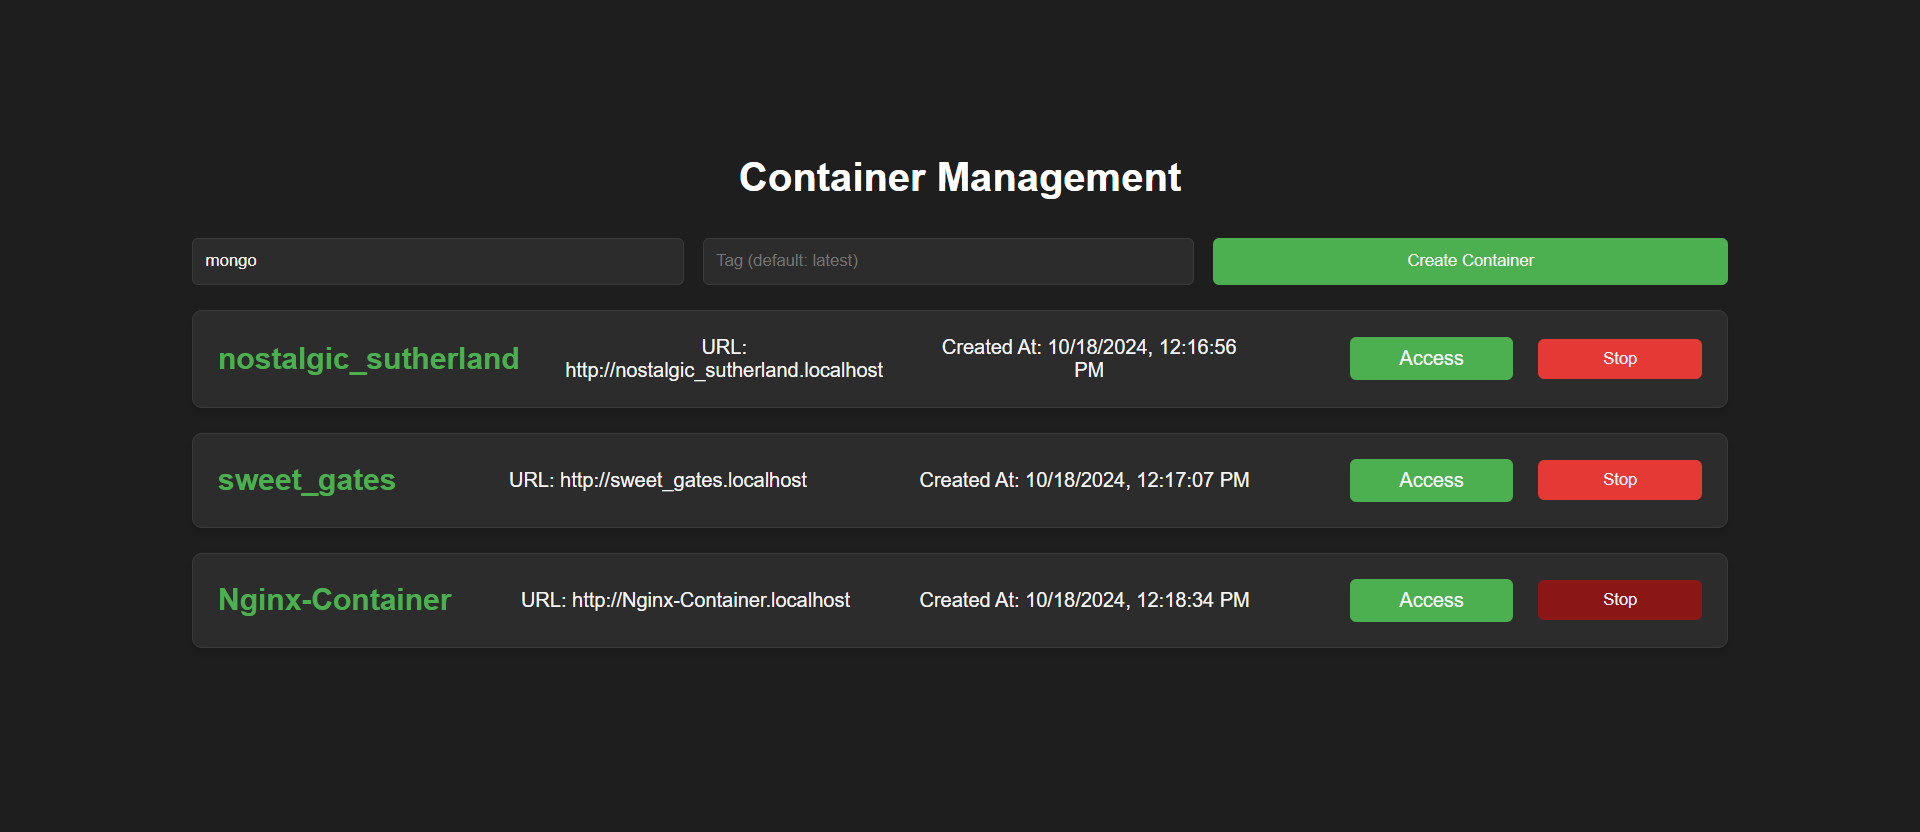 Container Management
mongo
Tag (default: latest)
Create Container
nostalgic_sutherland
URL:
http://nostalgic_sutherland.localhost
Created At: 10/18/2024, 12:16:56
PM
Access
Stop
sweet_gates
URL: http://sweet_gates.localhost
Created At: 10/18/2024, 12:17:07 PM
Access
Stop
Nginx-Container
URL: http://Nginx-Container.localhost
Created At: 10/18/2024, 12:18:34 PM
Access
Stop